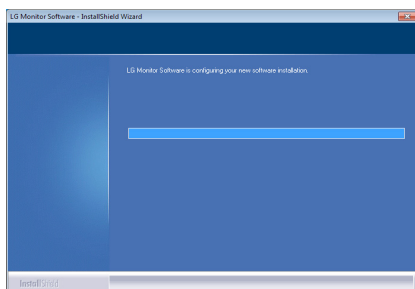 LG Monitor Software - InstallShield Wizard
LG Monitor Software is configuring your new software installation.
InstallShield